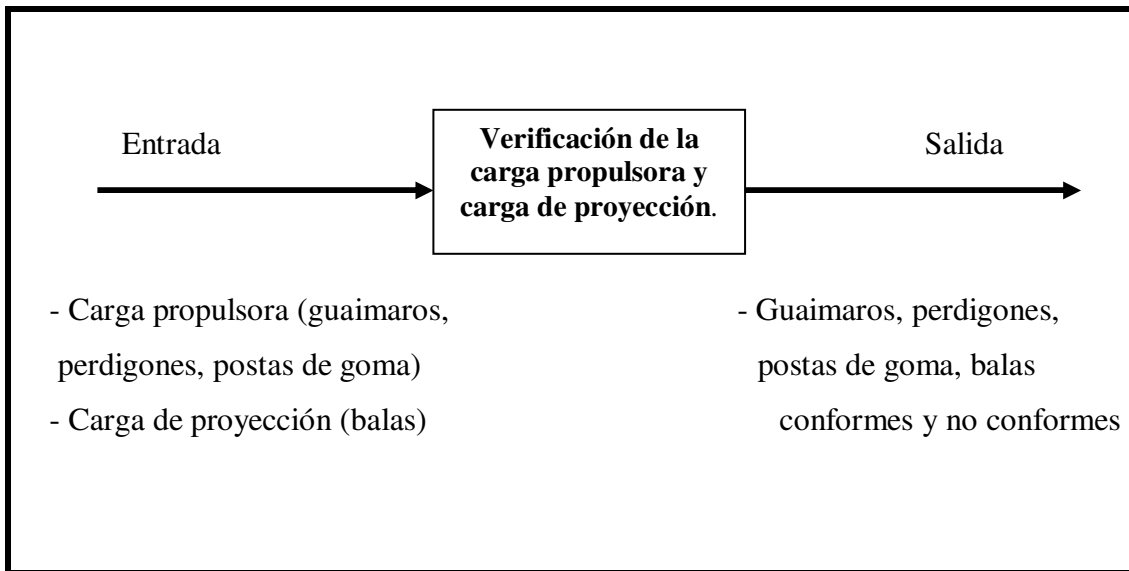 Entrada
Verificación de la
carga propulsora y
carga de proyección.
Salida
- Carga propulsora (guaimaros,
perdigones, postas de goma)
- Carga de proyección (balas)
- Guaimaros, perdigones,
postas de goma, balas
conformes y no conformes